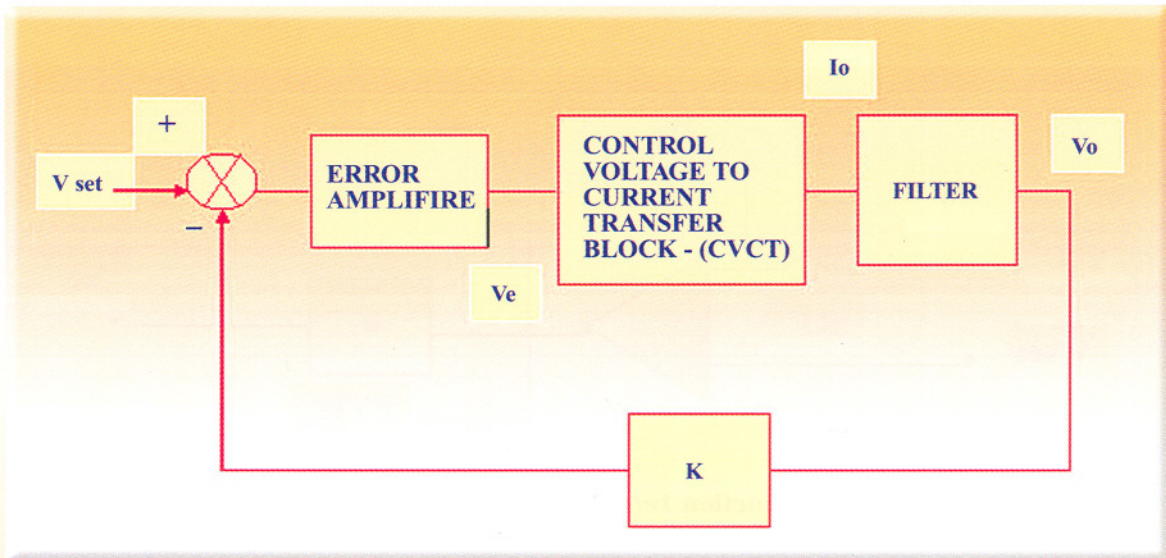 Io
+
V set
−
ERROR
AMPLIFIRE
Ve
CONTROL
VOLTAGE TO
CURRENT
TRANSFER
BLOCK - (CVCT)
FILTER
Vo
K